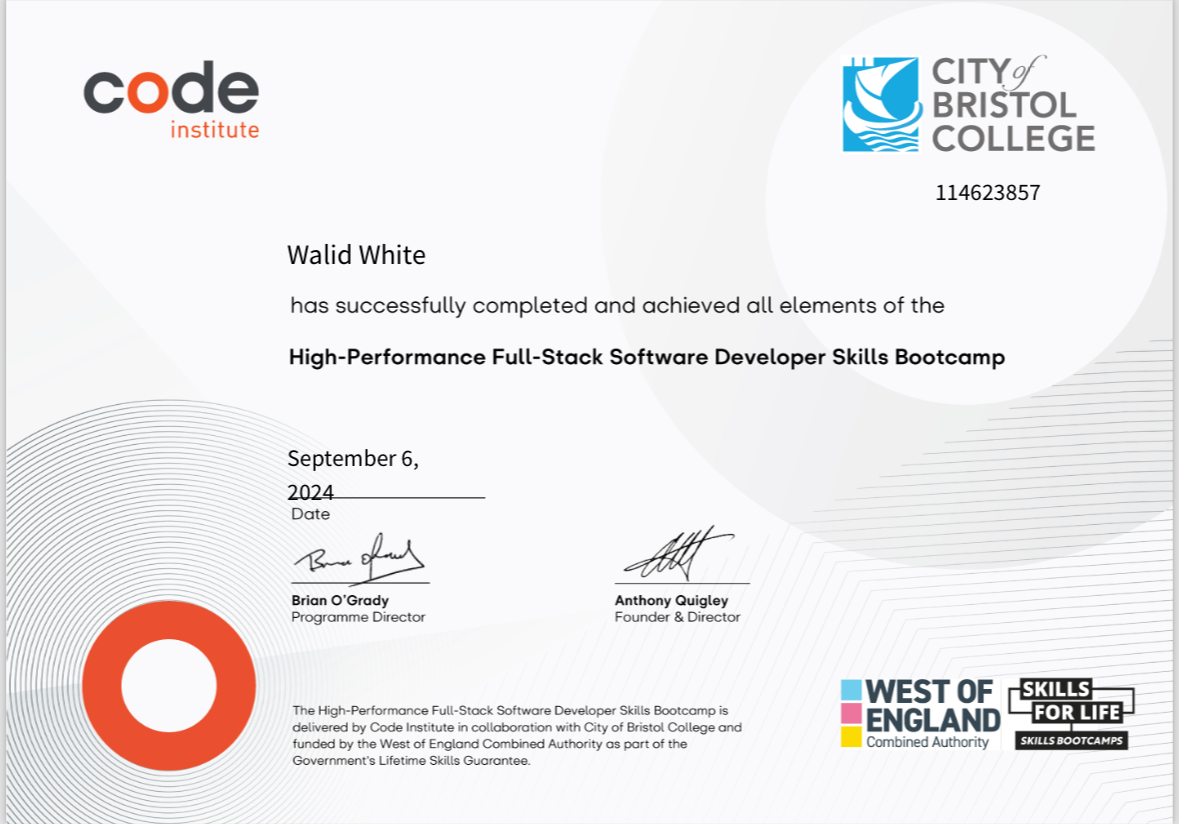 code
institute
CITY of
BRISTOL
COLLEGE
114623857
Walid White
has successfully completed and achieved all elements of the
High-Performance Full-Stack Software Developer Skills Bootcamp
September 6,
2024
Date
Brian O'Grady
Programme Director
Anthony Quigley
Founder & Director
The High-Performance Full-Stack Software Developer Skills Bootcamp is
delivered by Code Institute in collaboration with City of Bristol College and
funded by the West of England Combined Authority as part of the
Government's Lifetime Skills Guarantee.
WEST OF
ENGLAND
Combined Authority
SKILLS
FOR LIFE
SKILLS BOOTCAMPS